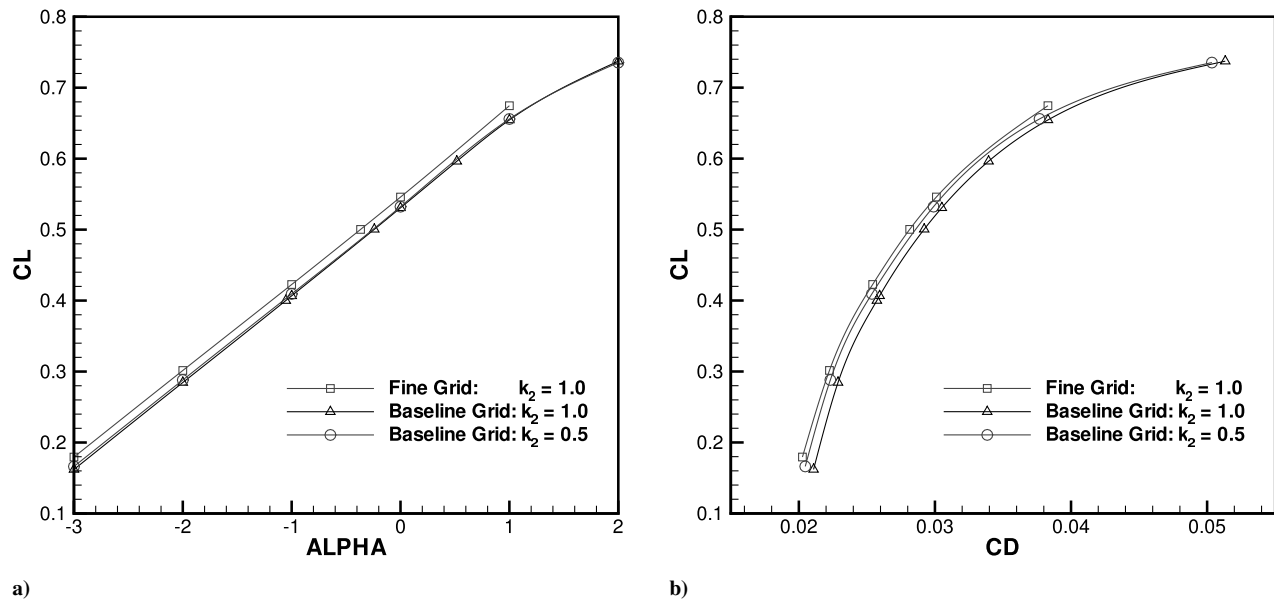 0.8
0.7
0.6
0.5
0.4
0.3
0.2
0.1
CL
-3 -2 -1 0 1 2
ALPHA
Fine Grid: k2 = 1.0
Baseline Grid: k2 = 1.0
Baseline Grid: k2 = 0.5
a)
0.8
0.7
0.6
0.5
0.4
0.3
0.2
0.1
CL
0.02 0.03 0.04 0.05
CD
Fine Grid: k2 = 1.0
Baseline Grid: k2 = 1.0
Baseline Grid: k2 = 0.5
b)